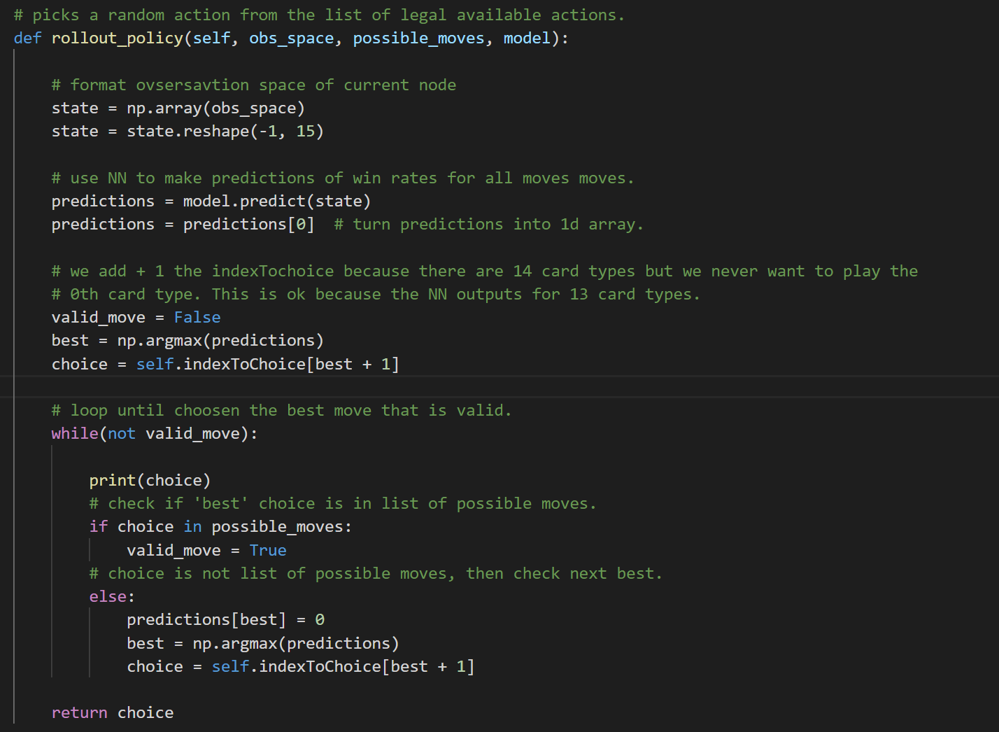 # picks a random action from the list of legal available actions.
def rollout_policy(self, obs_space, possible_moves, model):
# format ovsersavtion space of current node
state = np.array(obs_space)
state = state.reshape(-1, 15)
# use NN to make predictions of win rates for all moves moves.
predictions = model.predict(state)
predictions = predictions[0]  # turn predictions into 1d array.
# we add + 1 the indexTochoice because there are 14 card types but we never want to play the
# 0th card type. This is ok because the NN outputs for 13 card types.
valid_move = False
best = np.argmax(predictions)
choice = self.indexToChoice[best + 1]
# loop until choosen the best move that is valid.
while(not valid_move):
print(choice)
# check if 'best' choice is in list of possible moves.
if choice in possible_moves:
valid_move = True
# choice is not list of possible moves, then check next best.
else:
predictions[best] = 0
best = np.argmax(predictions)
choice = self.indexToChoice[best + 1]
return choice